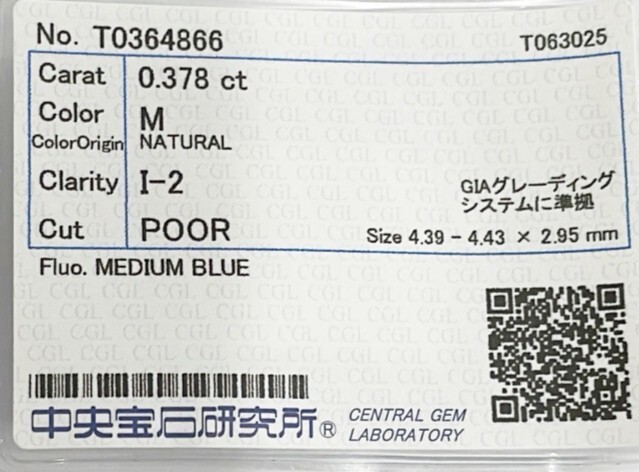 No. T0364866
T063025
Carat 0.378 ct
Color M
ColorOrigin NATURAL
Clarity I-2
GIAグレーディング
システムに準拠
Cut POOR
Size 4.39 - 4.43 × 2.95 mm
Fluo. MEDIUM BLUE
中央宝石研究所® CENTRAL GEM
LABORATORY